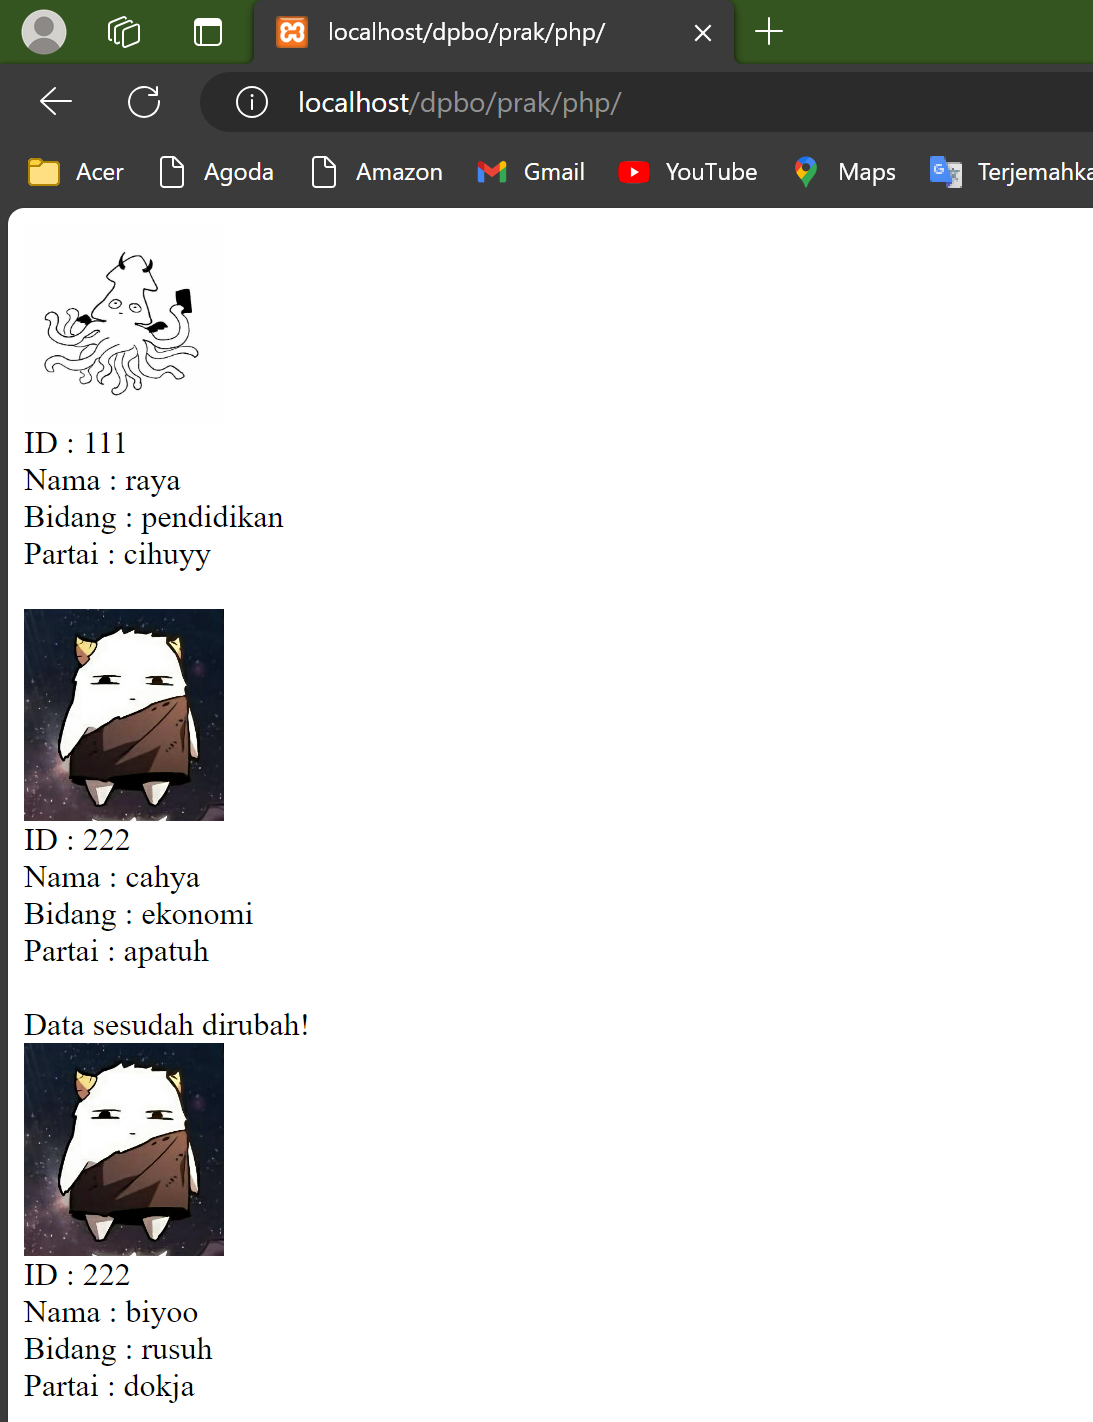 localhost/dpbo/prak/php/
localhost/dpbo/prak/php/
Acer Agoda Amazon Gmail YouTube Maps
ID : 111
Nama : raya
Bidang : pendidikan
Partai : cihuyy
ID : 222
Nama : cahya
Bidang : ekonomi
Partai : apatuh
Data sesudah dirubah!
ID : 222
Nama : biyoo
Bidang : rusuh
Partai : dokja